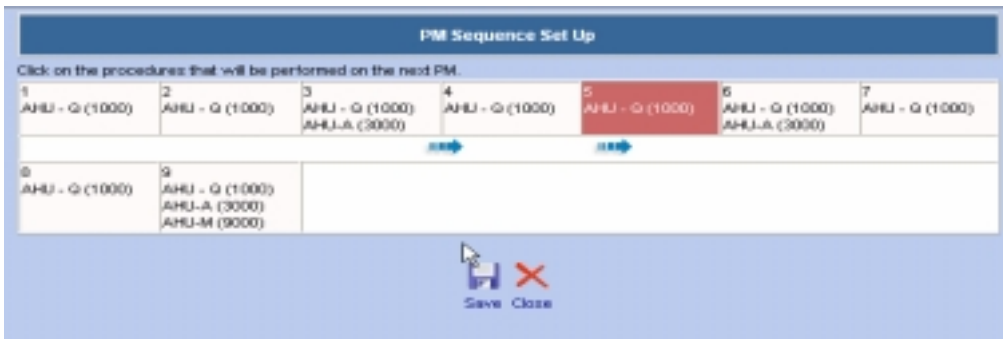 PM Sequence Set Up
Click on the procedures that will be performed on the next PM.
1 2 3 4 5 6 7
AHU - Q (1000) AHU - Q (1000) AHU - Q (1000) AHU - Q (1000) AHU - Q (1000) AHU - Q (1000) AHU - Q (1000)
AHU-A (3000) AHU-A (3000)
8 9
AHU - Q (1000) AHU - Q (1000)
AHU-A (3000)
AHU-M (9000)
Save Close